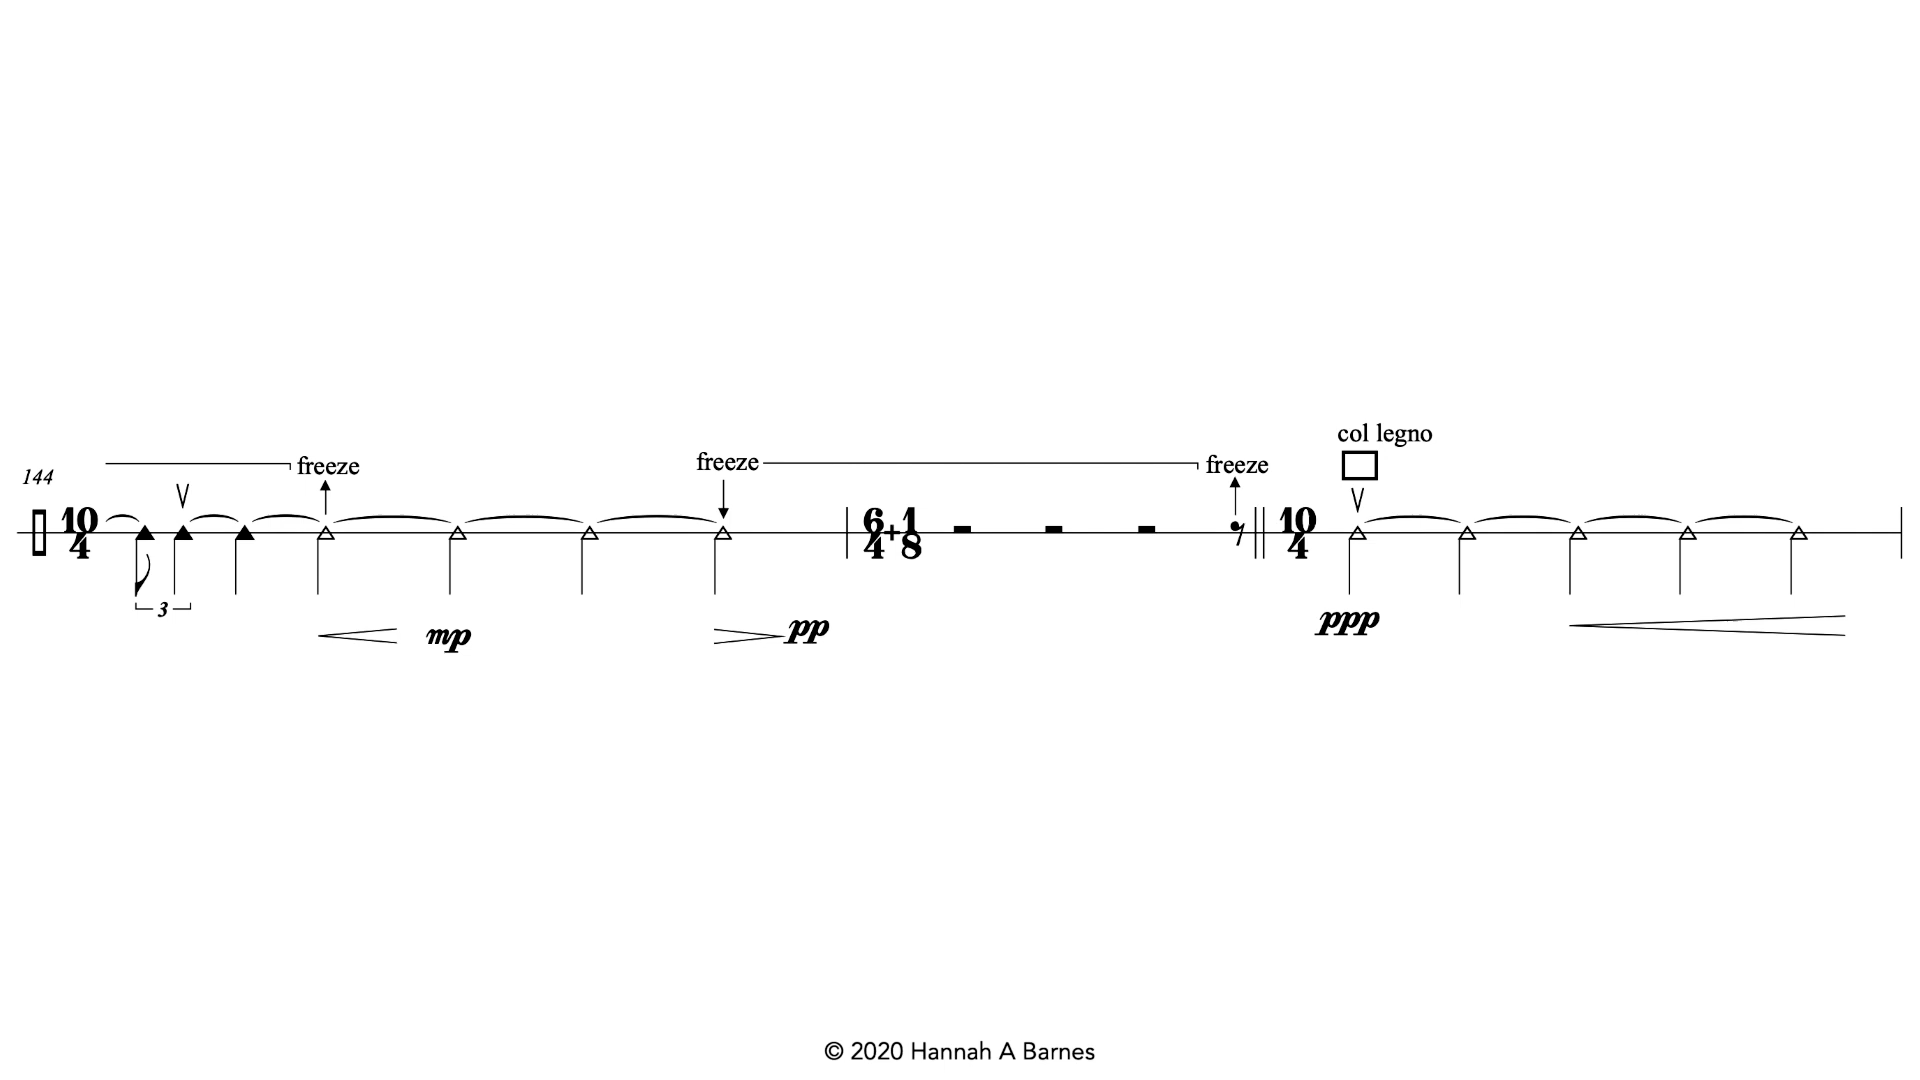 col legno
freeze freeze freeze
144
10 6+1 10
4 4 8 4
3
mp pp ppp
© 2020 Hannah A Barnes